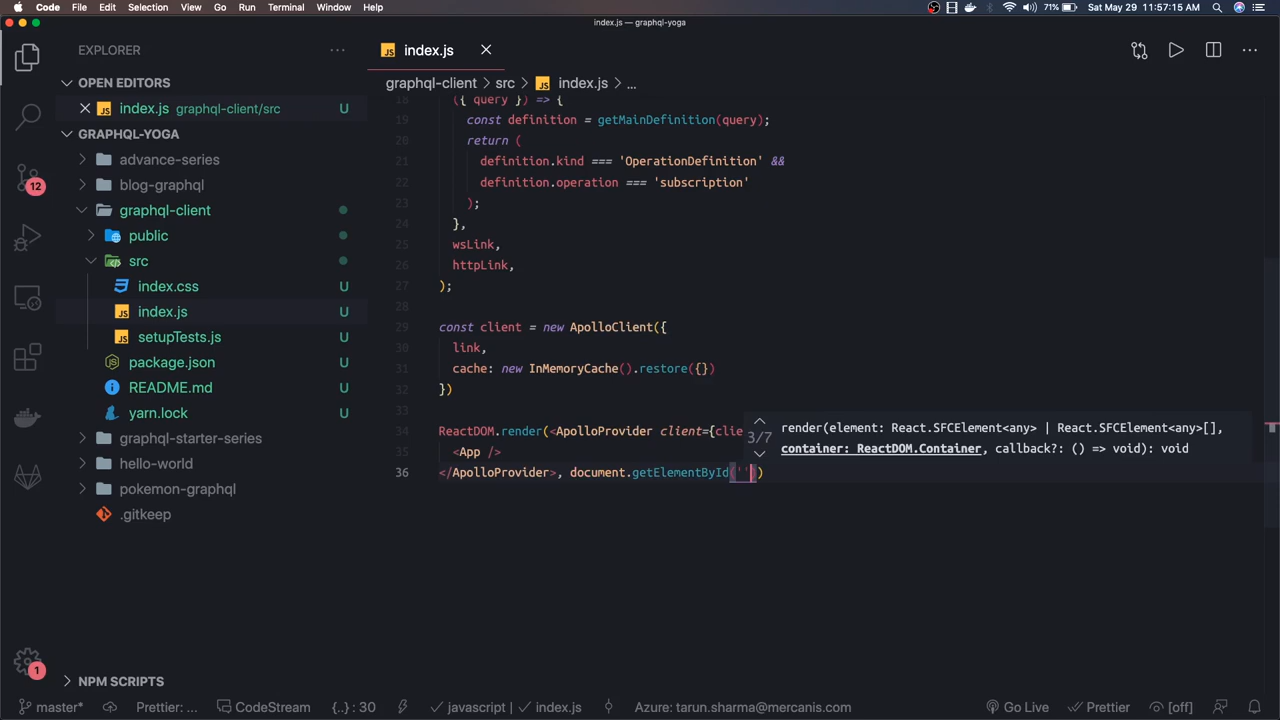 Code File Edit Selection View Go Run Terminal Window Help 71% Sat May 29 11:57:15 AM
index.js — graphql-yoga
EXPLORER
index.js
graphql-client > src > index.js > ...
OPEN EDITORS
index.js graphql-client/src U
GRAPHQL-YOGA
advance-series
blog-graphql
graphql-client
public
src
index.css U
index.js U
setupTests.js U
package.json U
README.md U
yarn.lock U
graphql-starter-series
hello-world
pokemon-graphql
.gitkeep
NPM SCRIPTS
12
1
18 ({ query }) => {
19 const definition = getMainDefinition(query);
20 return (
21 definition.kind === 'OperationDefinition' &&
22 definition.operation === 'subscription'
23 );
24 },
25 wsLink,
26 httpLink,
27 );
28
29 const client = new ApolloClient({
30 link,
31 cache: new InMemoryCache().restore({})
32 })
33
34 ReactDOM.render(<ApolloProvider client={clie
35 <App />
36 </ApolloProvider>, document.getElementById('')
3/7
render(element: React.SFCElement<any> | React.SFCElement<any>[],
container: ReactDOM.Container, callback?: () => void): void
master* Prettier: ... CodeStream {..} : 30 javascript | index.js Azure: tarun.sharma@mercanis.com Go Live Prettier [off]